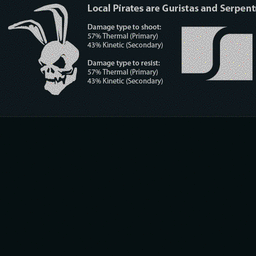 Local Pirates are Guristas and Serpent
Damage type to shoot:
57% Thermal (Primary)
43% Kinetic (Secondary)
Damage type to resist:
57% Thermal (Primary)
43% Kinetic (Secondary)